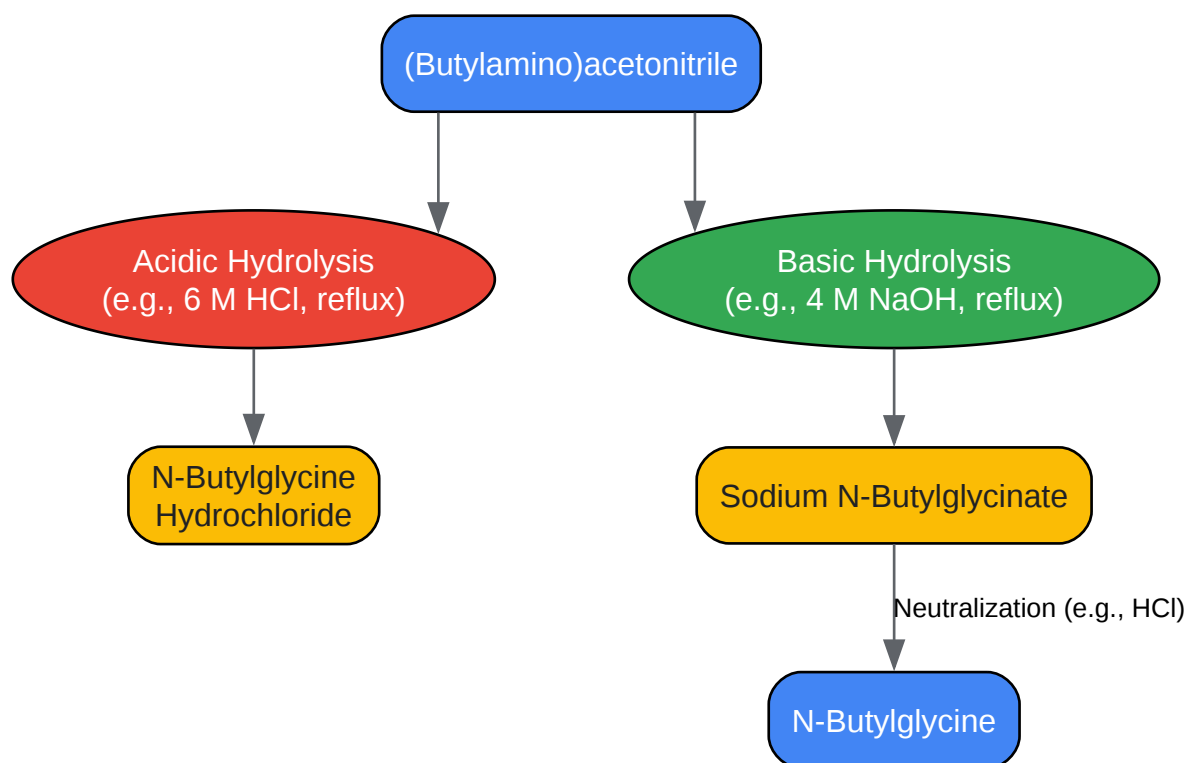 (Butylamino)acetonitrile
Acidic Hydrolysis
(e.g., 6 M HCl, reflux)
Basic Hydrolysis
(e.g., 4 M NaOH, reflux)
N-Butylglycine
Hydrochloride
Sodium N-Butylglycinate
Neutralization (e.g., HCl)
N-Butylglycine